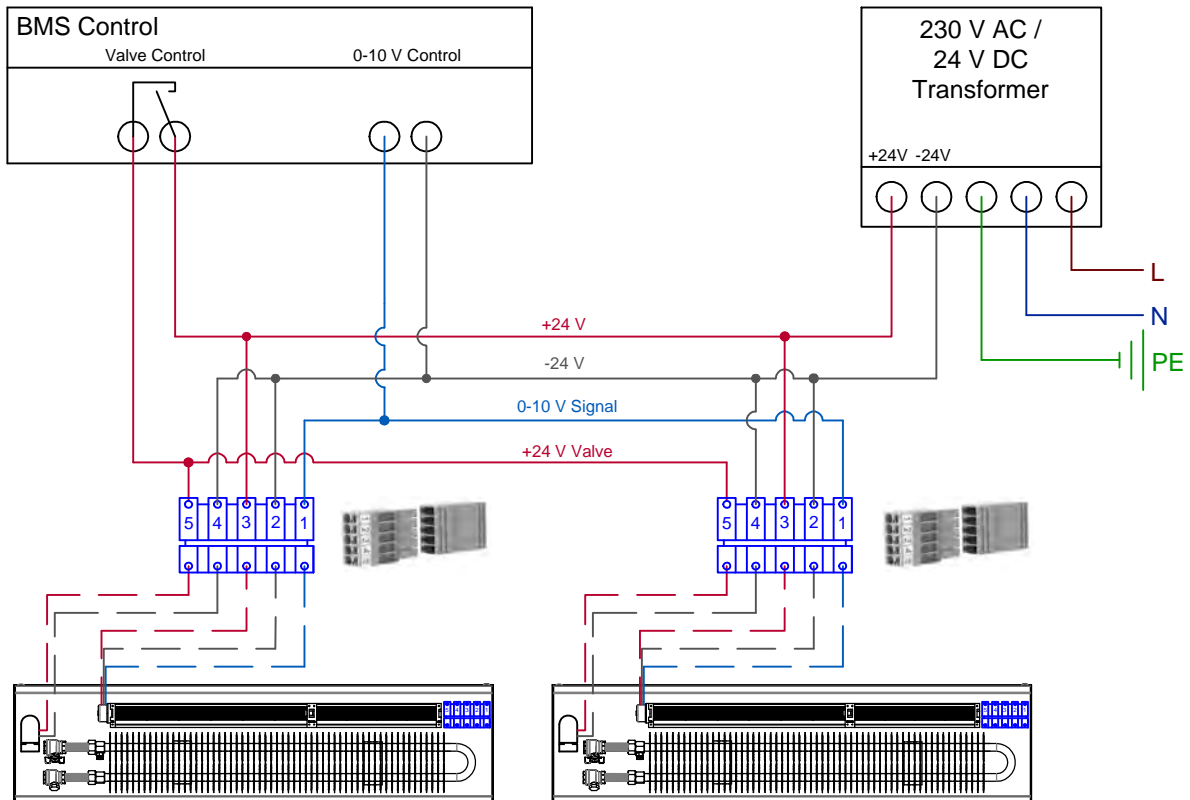 BMS Control
Valve Control 0-10 V Control
230 V AC /
24 V DC
Transformer
+24V -24V
L
N
PE
+24 V
-24 V
0-10 V Signal
+24 V Valve
5 4 3 2 1
5 4 3 2 1